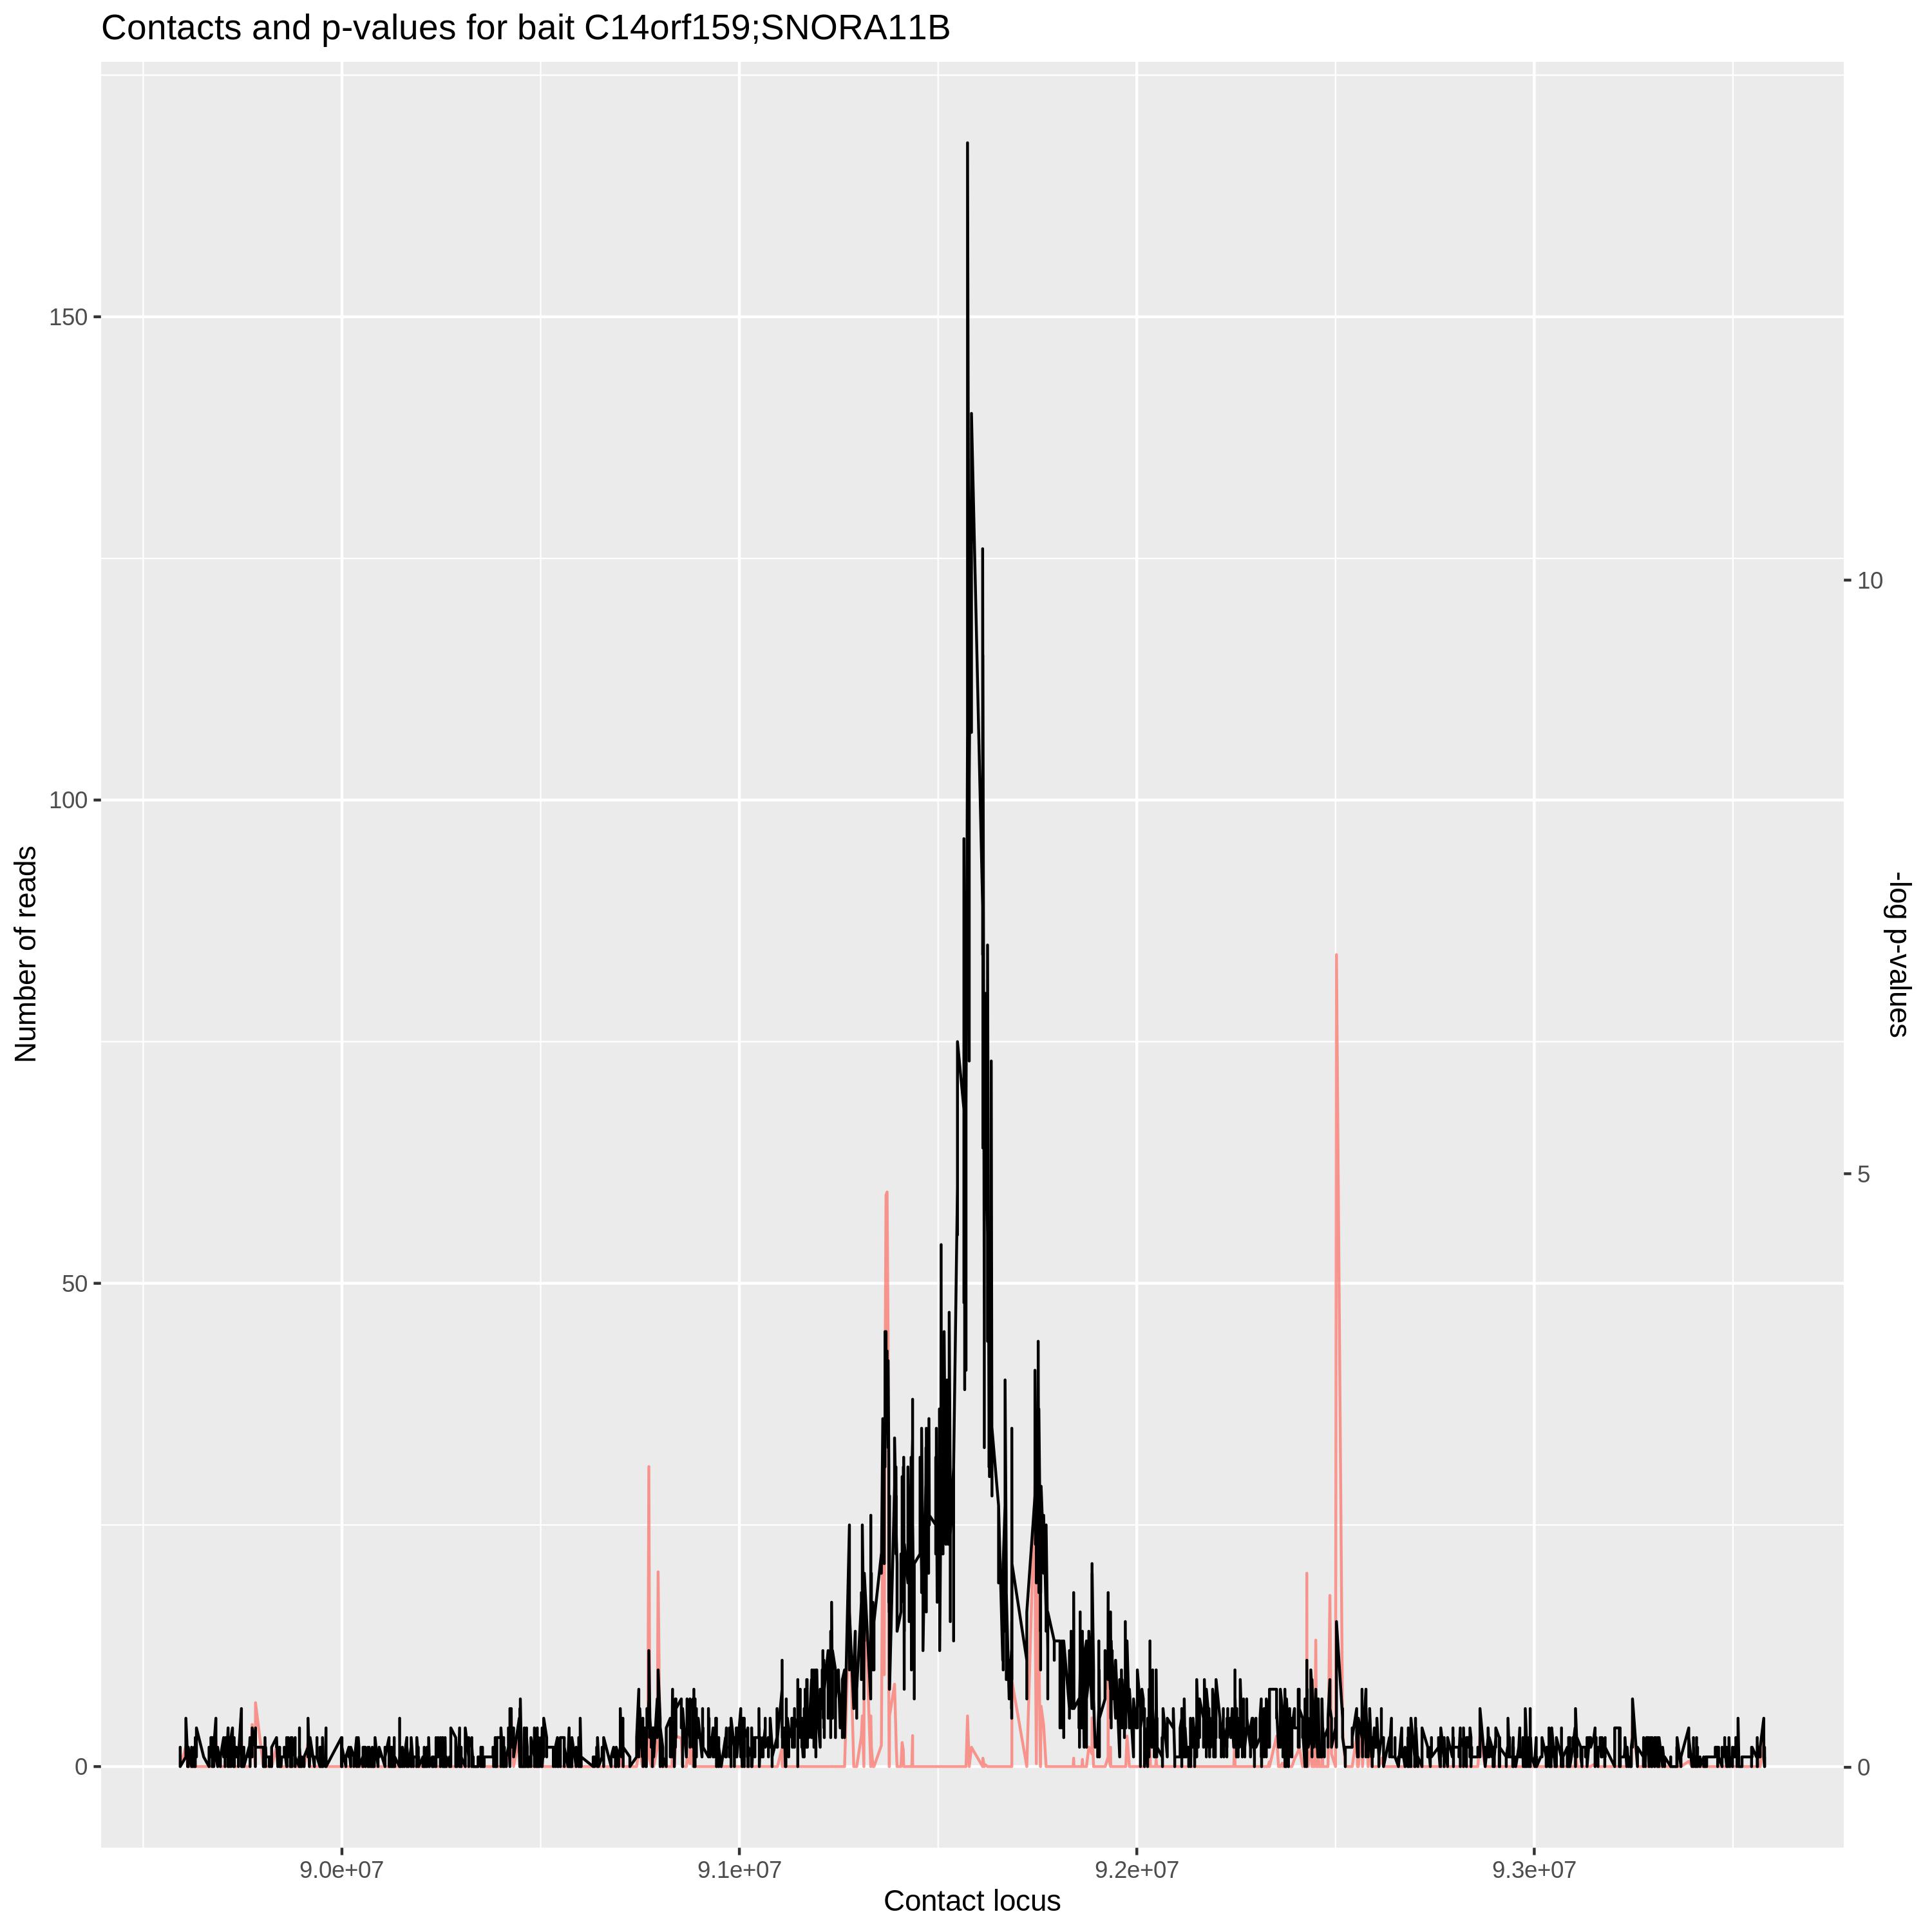 Contacts and p-values for bait C14orf159;SNORA11B
Number of reads
150
100
50
0
10
5
0
-log p-values
9.0e+07
9.1e+07
9.2e+07
9.3e+07
Contact locus